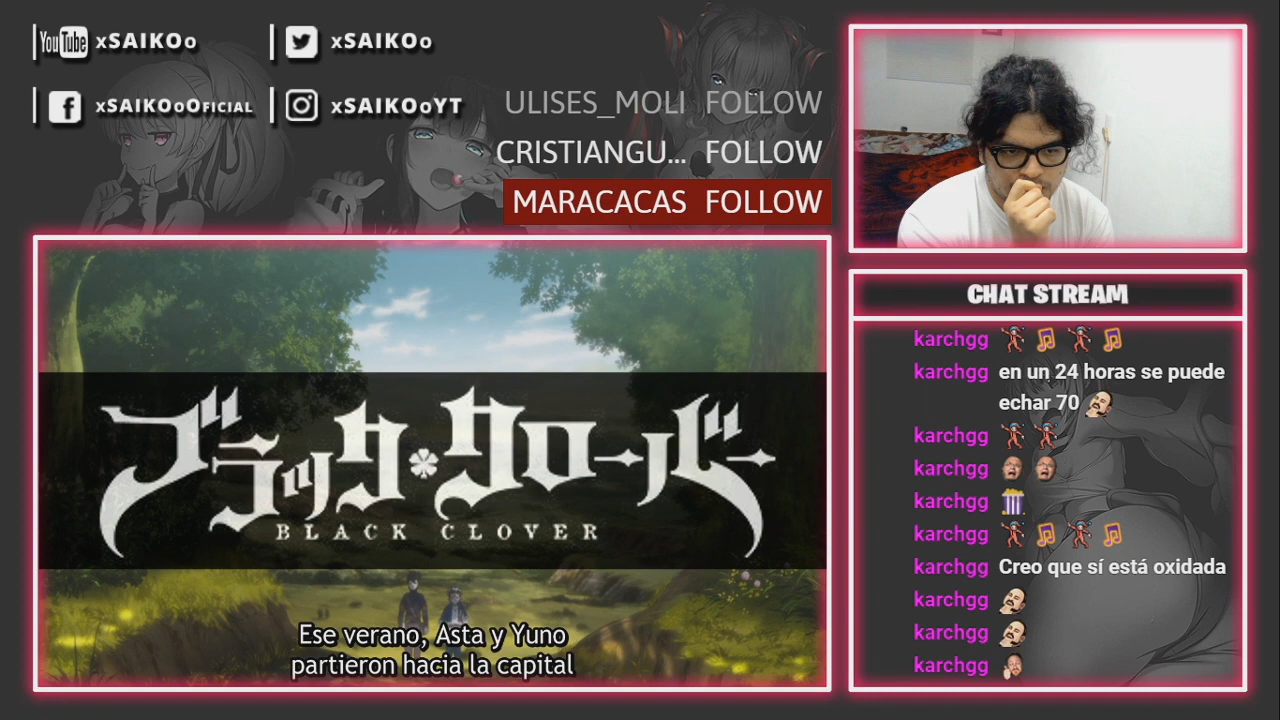 YouTube xSAIKOo
xSAIKOo
xSAIKOoOFICIAL
xSAIKOoYT
ULISES_MOLI FOLLOW
CRISTIANGU... FOLLOW
MARACACAS FOLLOW
ブラッククローバー
BLACK CLOVER
Ese verano, Asta y Yuno
partieron hacia la capital
CHAT STREAM
karchgg
karchgg en un 24 horas se puede
echar 70
karchgg
karchgg
karchgg
karchgg
karchgg Creo que sí está oxidada
karchgg
karchgg
karchgg